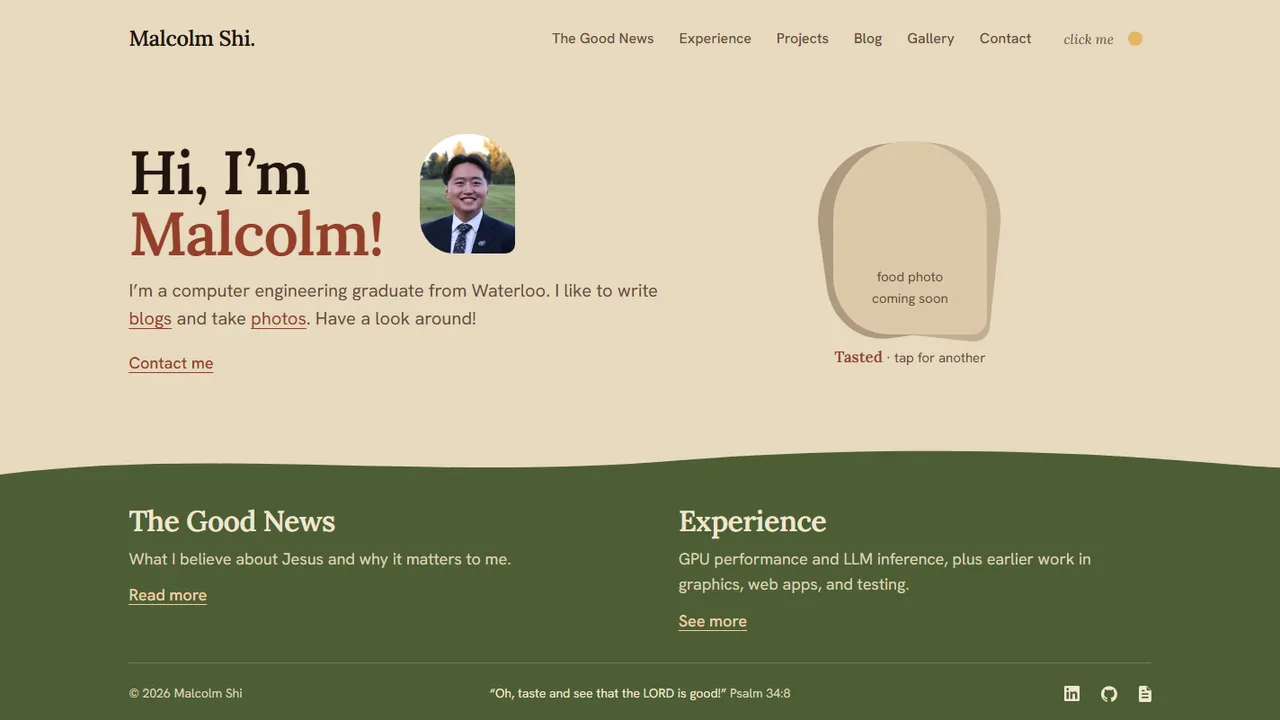 Malcolm Shi.
The Good News
Experience
Projects
Blog
Gallery
Contact
click me
Hi, I’m
Malcolm!
I’m a computer engineering graduate from Waterloo. I like to write
blogs and take photos. Have a look around!
Contact me
food photo
coming soon
Tasted · tap for another
The Good News
What I believe about Jesus and why it matters to me.
Read more
Experience
GPU performance and LLM inference, plus earlier work in
graphics, web apps, and testing.
See more
© 2026 Malcolm Shi
“Oh, taste and see that the LORD is good!” Psalm 34:8
in